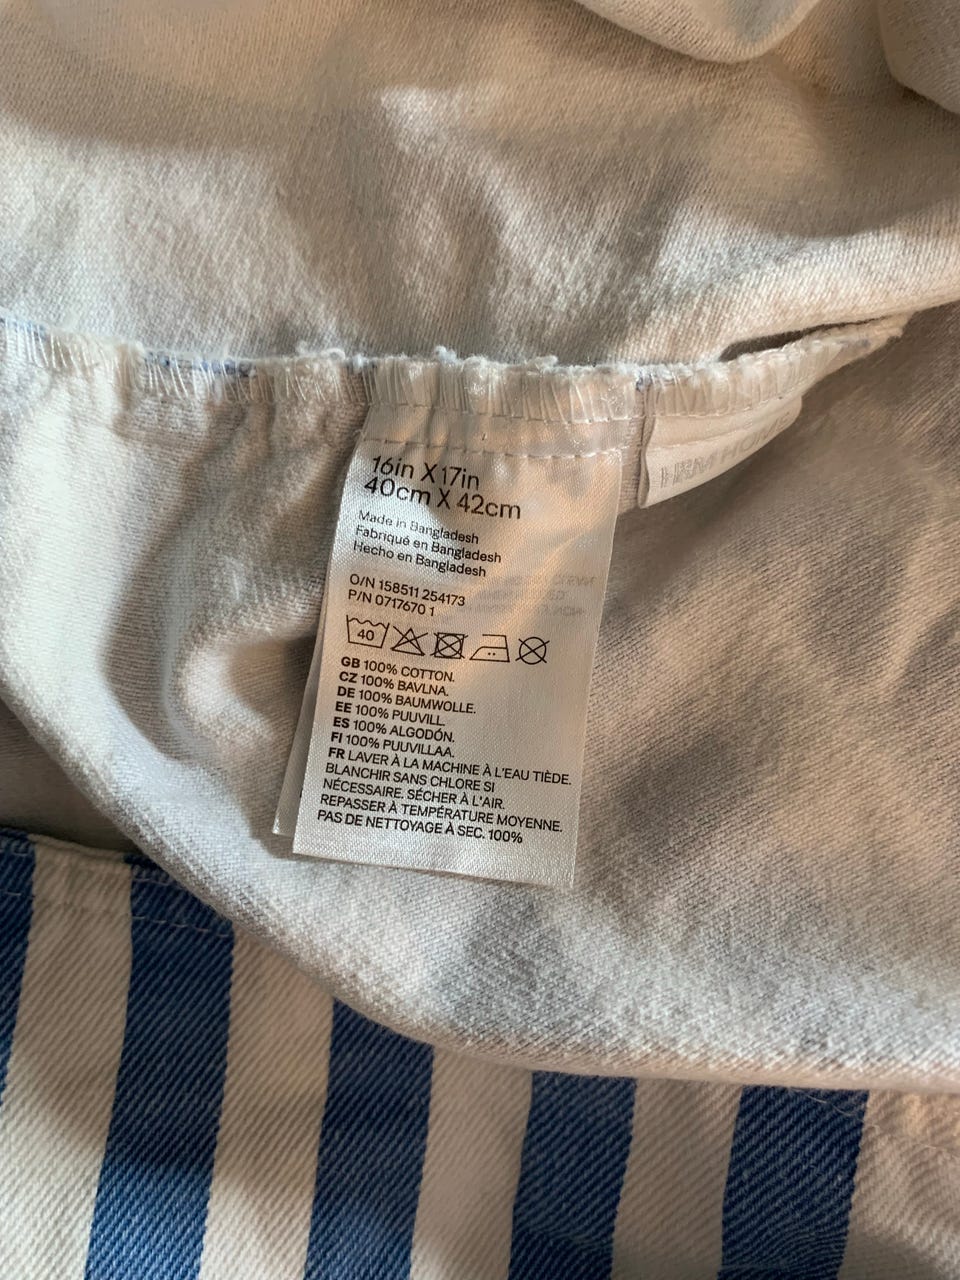 16in X 17in
40cm X 42cm
Made in Bangladesh
Fabriqué en Bangladesh
Hecho en Bangladesh
O/N 158511 254173
P/N 0717670 1
40
GB 100% COTTON.
CZ 100% BAVLNA.
DE 100% BAUMWOLLE.
EE 100% PUUVILL.
ES 100% ALGODÓN.
FI 100% PUUVILLAA.
FR LAVER À LA MACHINE À L'EAU TIÈDE.
BLANCHIR SANS CHLORE SI
NÉCESSAIRE. SÉCHER À L'AIR.
REPASSER À TEMPÉRATURE MOYENNE.
PAS DE NETTOYAGE À SEC. 100%